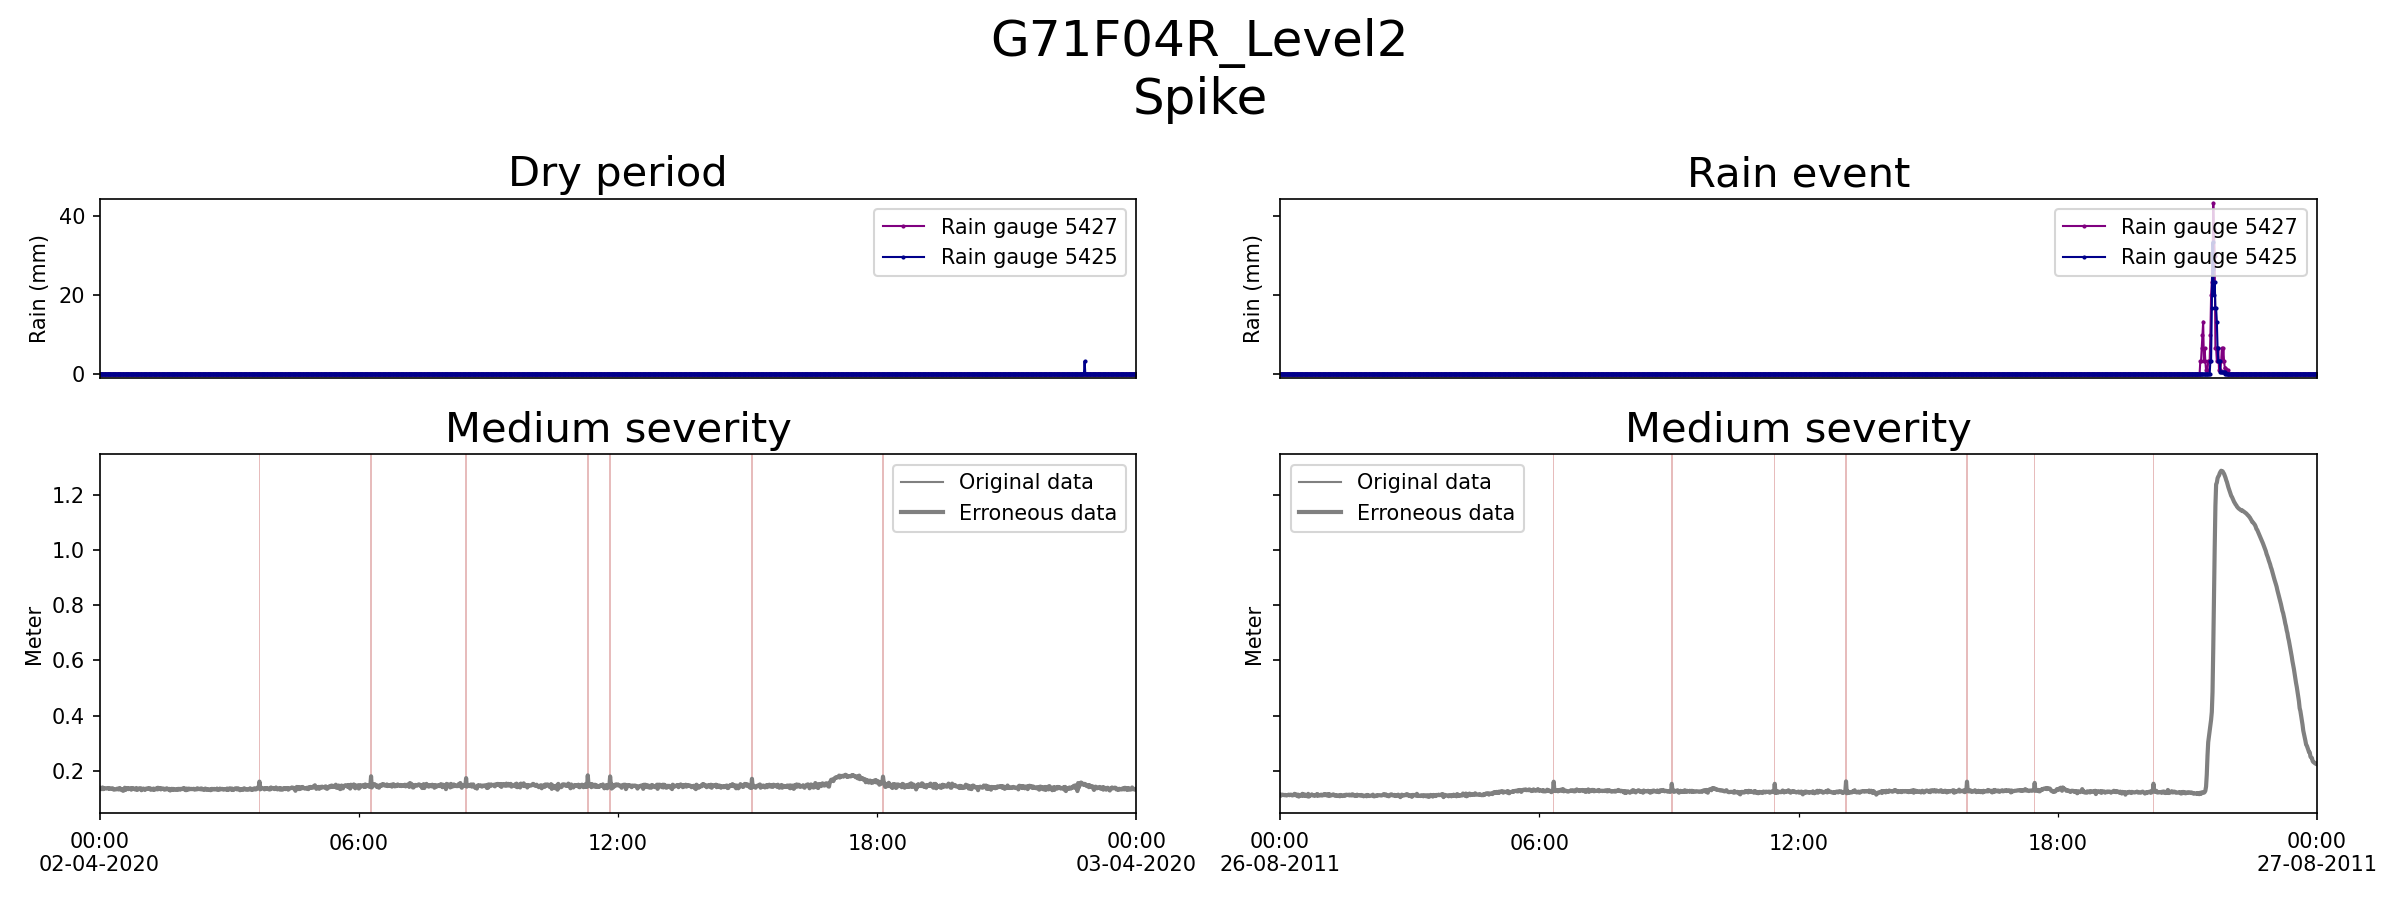 G71F04R_Level2
Spike
Dry period
Rain (mm)
40
20
0
Rain gauge 5427
Rain gauge 5425
Rain event
Rain (mm)
Rain gauge 5427
Rain gauge 5425
Medium severity
Meter
1.2
1.0
0.8
0.6
0.4
0.2
Original data
Erroneous data
00:00
02-04-2020
06:00
12:00
18:00
00:00
03-04-2020
Medium severity
Meter
Original data
Erroneous data
00:00
26-08-2011
06:00
12:00
18:00
00:00
27-08-2011